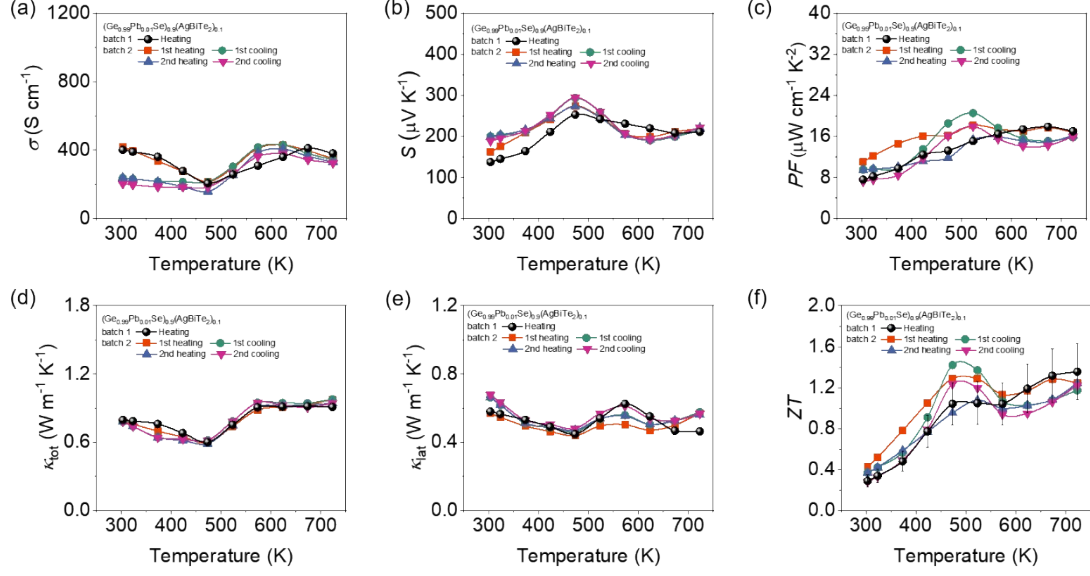 (a)
(Ge0.99Pb0.01Se)0.9(AgBiTe2)0.1
batch 1 Heating
batch 2 1st heating 1st cooling
2nd heating 2nd cooling
σ (S cm⁻¹)
1200
800
400
0
300 400 500 600 700
Temperature (K)
(b)
(Ge0.99Pb0.01Se)0.9(AgBiTe2)0.1
batch 1 Heating
batch 2 1st heating 1st cooling
2nd heating 2nd cooling
S (μV K⁻¹)
500
400
300
200
100
0
300 400 500 600 700
Temperature (K)
(c)
(Ge0.99Pb0.01Se)0.9(AgBiTe2)0.1
batch 1 Heating
batch 2 1st heating 1st cooling
2nd heating 2nd cooling
PF (μW cm⁻¹ K⁻²)
40
32
24
16
8
0
300 400 500 600 700
Temperature (K)
(d)
(Ge0.99Pb0.01Se)0.9(AgBiTe2)0.1
batch 1 Heating
batch 2 1st heating 1st cooling
2nd heating 2nd cooling
κtot (W m⁻¹ K⁻¹)
1.8
1.2
0.6
0.0
300 400 500 600 700
Temperature (K)
(e)
(Ge0.99Pb0.01Se)0.9(AgBiTe2)0.1
batch 1 Heating
batch 2 1st heating 1st cooling
2nd heating 2nd cooling
κlat (W m⁻¹ K⁻¹)
1.2
0.8
0.4
0.0
300 400 500 600 700
Temperature (K)
(f)
(Ge0.99Pb0.01Se)0.9(AgBiTe2)0.1
batch 1 Heating
batch 2 1st heating 1st cooling
2nd heating 2nd cooling
ZT
2.0
1.6
1.2
0.8
0.4
0.0
300 400 500 600 700
Temperature (K)